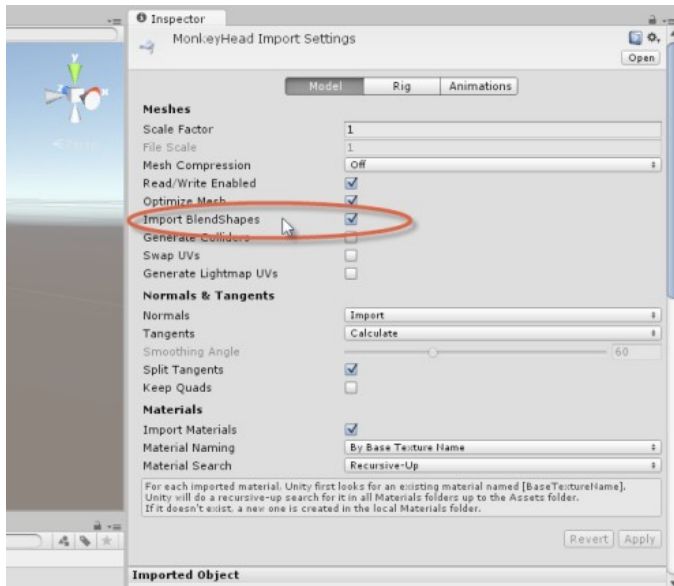 Inspector
MonkeyHead Import Settings
Open
Model Rig Animations
Meshes
Scale Factor 1
File Scale 1
Mesh Compression Off
Read/Write Enabled
Optimize Mesh
Import BlendShapes
Generate Colliders
Swap UVs
Generate Lightmap UVs
Normals & Tangents
Normals Import
Tangents Calculate
Smoothing Angle 60
Split Tangents
Keep Quads
Materials
Import Materials
Material Naming By Base Texture Name
Material Search Recursive-Up
For each imported material, Unity first looks for an existing material named [BaseTextureName].
Unity will do a recursive-up search for it in all Materials folders up to the Assets folder.
If it doesn't exist, a new one is created in the local Materials folder.
Revert Apply
Imported Object
y
x